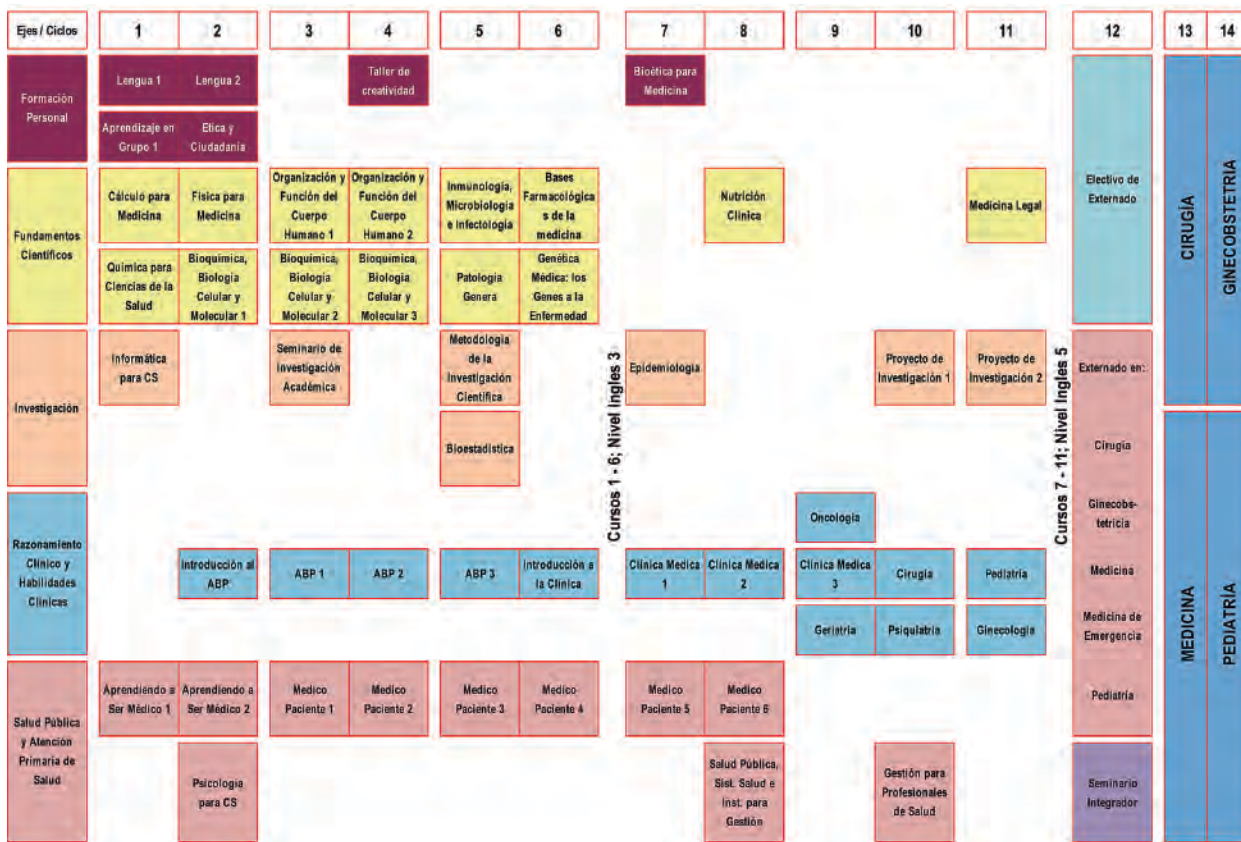 Ejes / Ciclos 1 2 3 4 5 6 7 8 9 10 11 12 13 14
Formación
Personal
Lengua 1
Lengua 2
Taller de
creatividad
Bioética para
Medicina
Aprendizaje en
Grupo 1
Etica y
Ciudadanía
Fundamentos
Científicos
Cálculo para
Medicina
Física para
Medicina
Organización y
Función del
Cuerpo
Humano 1
Organización y
Función del
Cuerpo
Humano 2
Inmunología,
Microbiología
e Infectología
Bases
Farmacológica
s de la
medicina
Nutrición
Clínica
Medicina Legal
Electivo de
Externado
Química para
Ciencias de la
Salud
Bioquímica,
Biología
Celular y
Molecular 1
Bioquímica,
Biología
Celular y
Molecular 2
Bioquímica,
Biología
Celular y
Molecular 3
Patología
Genera
Genética
Médica: los
Genes a la
Enfermedad
Investigación
Informática
para CS
Seminario de
Investigación
Académica
Metodología
de la
Investigación
Científica
Epidemiología
Proyecto de
Investigación 1
Proyecto de
Investigación 2
Bioestadística
Cursos 1 - 6; Nivel Ingles 3
Cursos 7 - 11; Nivel Ingles 5
Razonamiento
Clínico y
Habilidades
Clínicas
Oncología
Introducción al
ABP
ABP 1
ABP 2
ABP 3
Introducción a
la Clínica
Clínica Medica
1
Clínica Medica
2
Clínica Medica
3
Cirugía
Pediatría
Geriatría
Psiquiatría
Ginecología
Salud Pública
y Atención
Primaria de
Salud
Aprendiendo a
Ser Médico 1
Aprendiendo a
Ser Médico 2
Medico
Paciente 1
Medico
Paciente 2
Medico
Paciente 3
Medico
Paciente 4
Medico
Paciente 5
Medico
Paciente 6
Psicología
para CS
Salud Pública,
Sist. Salud e
Inst. para
Gestión
Gestión para
Profesionales
de Salud
Externado en:
Cirugía
Ginecobs-
tetricia
Medicina
Medicina de
Emergencia
Pediatría
Seminario
Integrador
CIRUGÍA
GINECOBSTETRIA
MEDICINA
PEDIATRIA